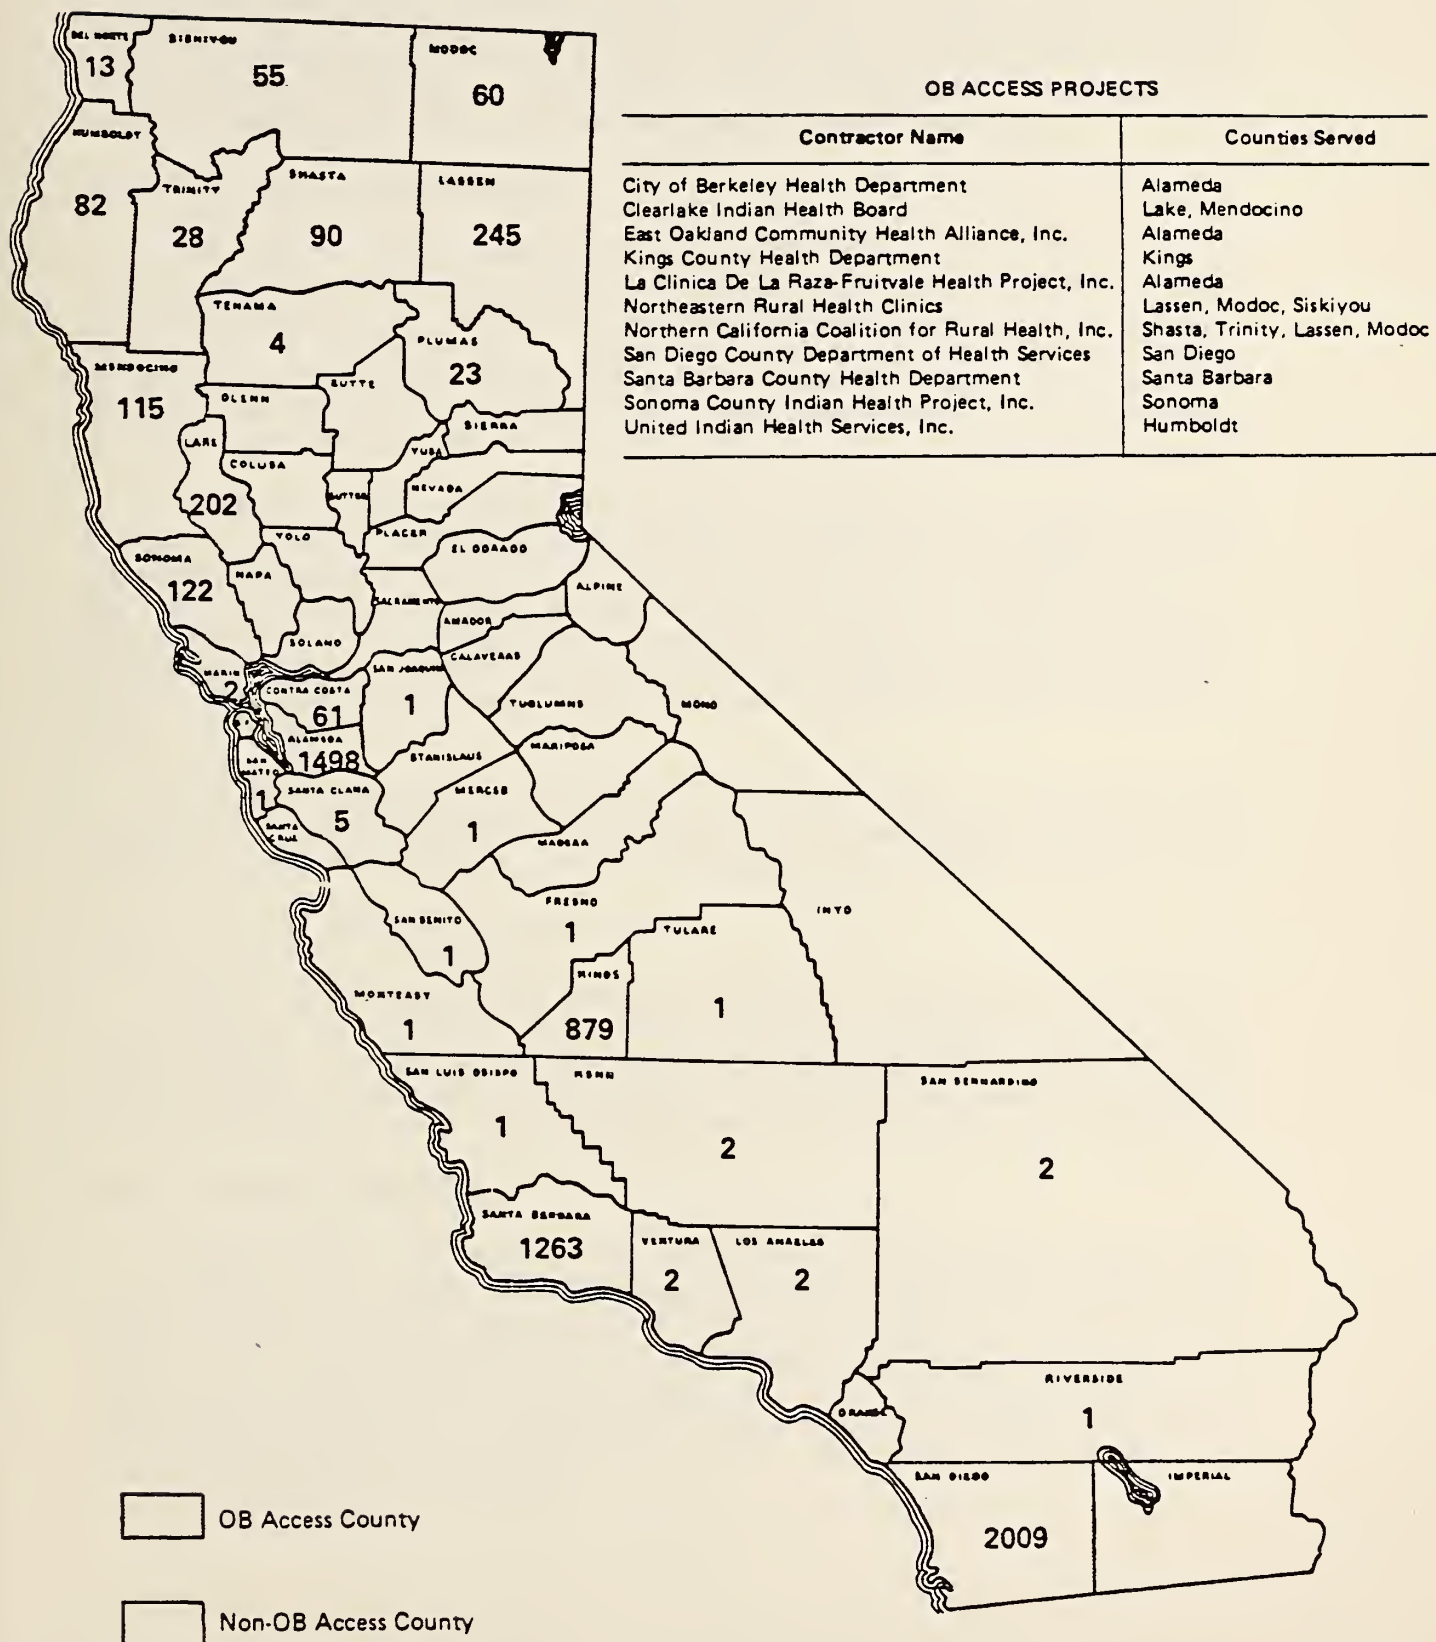 OB ACCESS PROJECTS
Contractor Name Counties Served
City of Berkeley Health Department Alameda
Clearlake Indian Health Board Lake, Mendocino
East Oakland Community Health Alliance, Inc. Alameda
Kings County Health Department Kings
La Clinica De La Raza-Fruitvale Health Project, Inc. Alameda
Northeastern Rural Health Clinics Lassen, Modoc, Siskiyou
Northern California Coalition for Rural Health, Inc. Shasta, Trinity, Lassen, Modoc
San Diego County Department of Health Services San Diego
Santa Barbara County Health Department Santa Barbara
Sonoma County Indian Health Project, Inc. Sonoma
United Indian Health Services, Inc. Humboldt
DEL NORTE
13
SISKIYOU
55
MODOC
60
HUMBOLDT
82
TRINITY
28
SHASTA
90
LASSEN
245
TEHAMA
4
PLUMAS
23
MENDOCINO
115
GLENN
BUTTE
SIERRA
LAKE
202
COLUSA
SUTTER
YUBA
NEVADA
PLACER
YOLO
EL DORADO
SONOMA
122
NAPA
SACRAMENTO
ALPINE
AMADOR
SOLANO
CALAVERAS
MARIN
2
CONTRA COSTA
61
SAN JOAQUIN
1
TUOLUMNE
MONO
ALAMEDA
1498
STANISLAUS
MARIPOSA
SAN MATEO
1
SANTA CLARA
5
MERCED
1
SANTA CRUZ
MADERA
FRESNO
1
SAN BENITO
1
TULARE
1
INYO
KINGS
879
MONTEREY
1
SAN LUIS OBISPO
1
KERN
2
SAN BERNARDINO
2
SANTA BARBARA
1263
VENTURA
2
LOS ANGELES
2
RIVERSIDE
1
ORANGE
SAN DIEGO
2009
IMPERIAL
OB Access County
Non-OB Access County